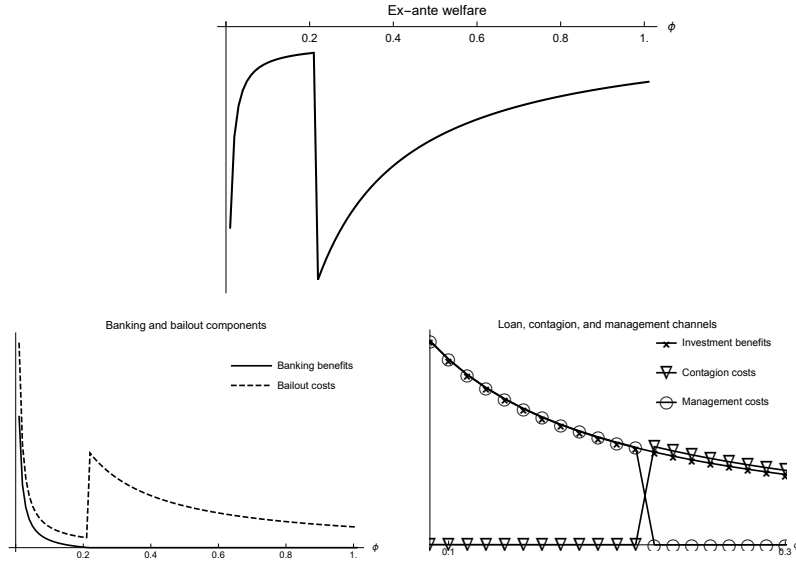 Ex−ante welfare
ϕ
0.2 0.4 0.6 0.8 1.
Banking and bailout components
Banking benefits
Bailout costs
0.2 0.4 0.6 0.8 1. ϕ
Loan, contagion, and management channels
Investment benefits
Contagion costs
Management costs
0.1 0.3